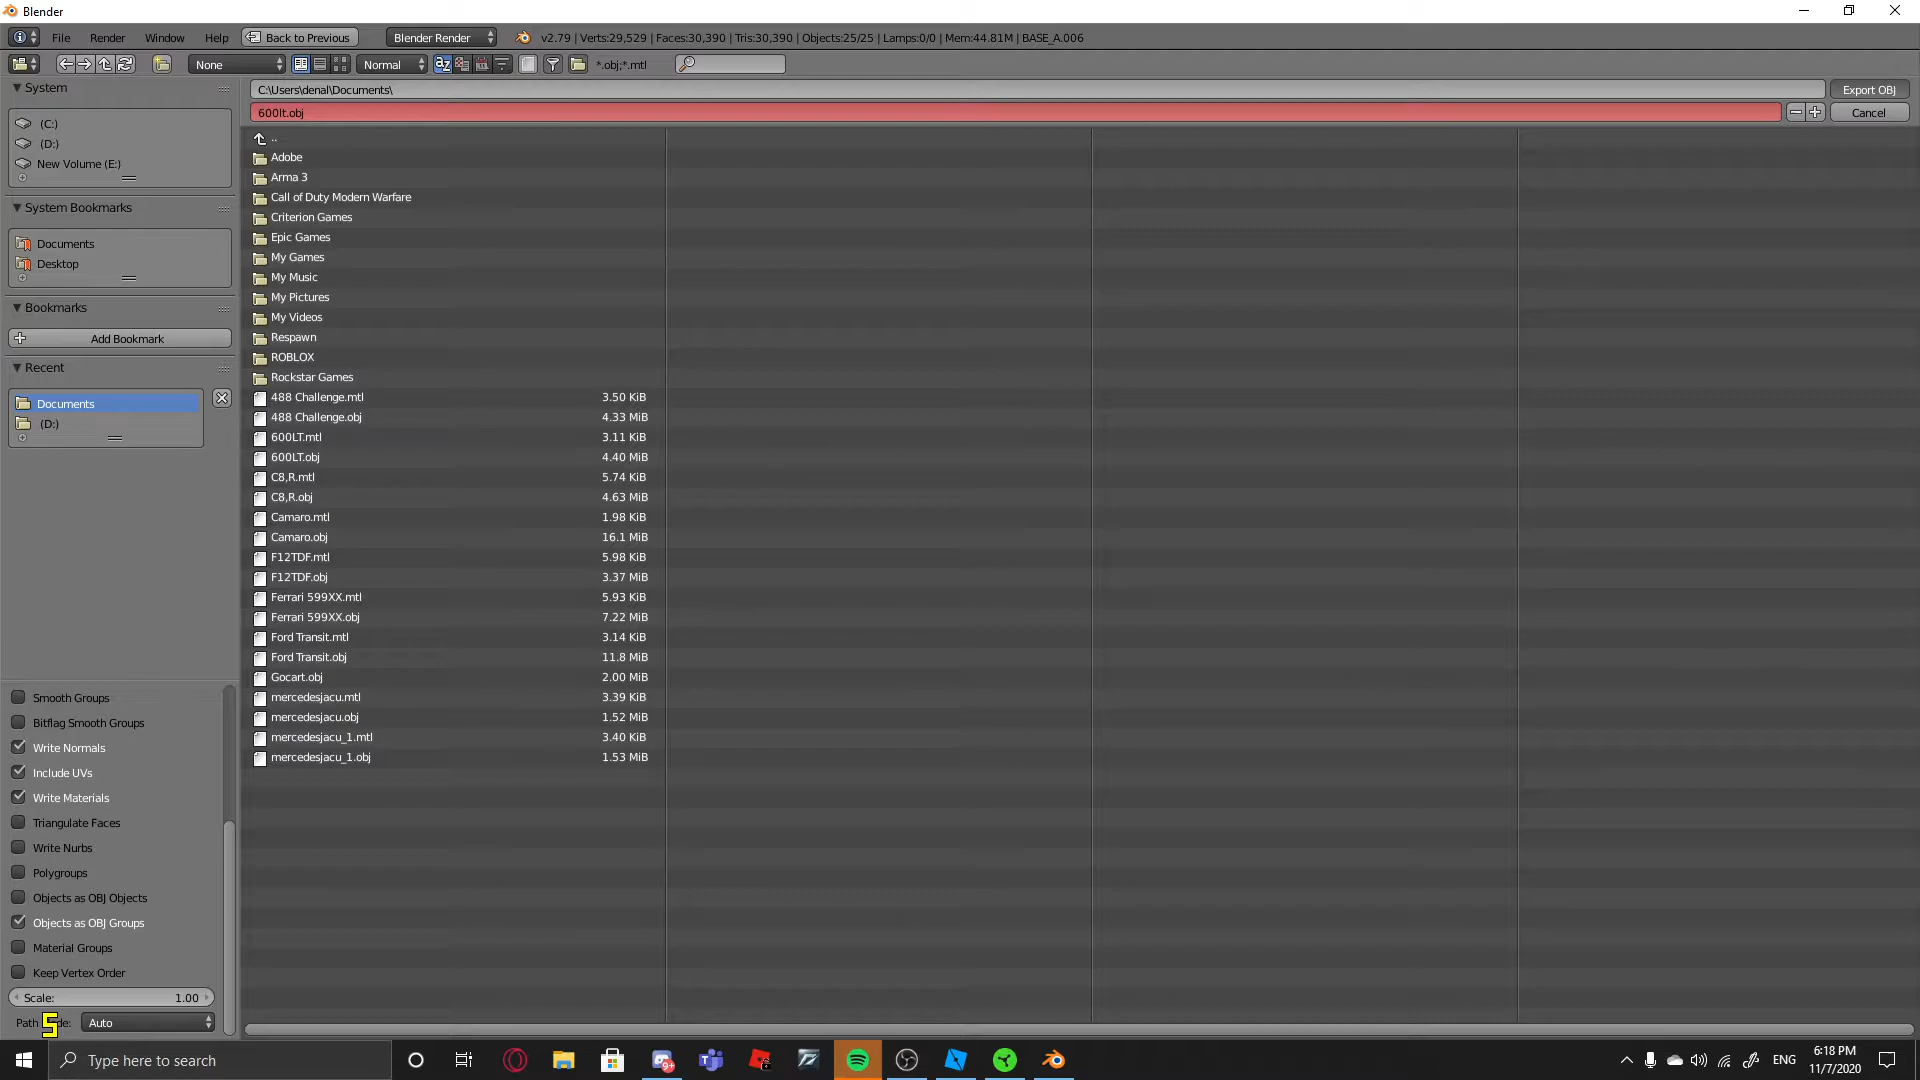 Blender
File Render Window Help Back to Previous Blender Render v2.79 | Verts:29,529 | Faces:30,390 | Tris:30,390 | Objects:25/25 | Lamps:0/0 | Mem:44.81M | BASE_A.006
None Normal *.obj;*.mtl
System
(C:)
(D:)
New Volume (E:)
System Bookmarks
Documents
Desktop
Bookmarks
Add Bookmark
Recent
Documents
(D:)
Smooth Groups
Bitflag Smooth Groups
Write Normals
Include UVs
Write Materials
Triangulate Faces
Write Nurbs
Polygroups
Objects as OBJ Objects
Objects as OBJ Groups
Material Groups
Keep Vertex Order
Scale: 1.00
Path Auto
S
C:\Users\denal\Documents\ Export OBJ
600lt.obj Cancel
..
Adobe
Arma 3
Call of Duty Modern Warfare
Criterion Games
Epic Games
My Games
My Music
My Pictures
My Videos
Respawn
ROBLOX
Rockstar Games
488 Challenge.mtl 3.50 KiB
488 Challenge.obj 4.33 MiB
600LT.mtl 3.11 KiB
600LT.obj 4.40 MiB
C8,R.mtl 5.74 KiB
C8,R.obj 4.63 MiB
Camaro.mtl 1.98 KiB
Camaro.obj 16.1 MiB
F12TDF.mtl 5.98 KiB
F12TDF.obj 3.37 MiB
Ferrari 599XX.mtl 5.93 KiB
Ferrari 599XX.obj 7.22 MiB
Ford Transit.mtl 3.14 KiB
Ford Transit.obj 11.8 MiB
Gocart.obj 2.00 MiB
mercedesjacu.mtl 3.39 KiB
mercedesjacu.obj 1.52 MiB
mercedesjacu_1.mtl 3.40 KiB
mercedesjacu_1.obj 1.53 MiB
Type here to search
9+
ENG
6:18 PM
11/7/2020